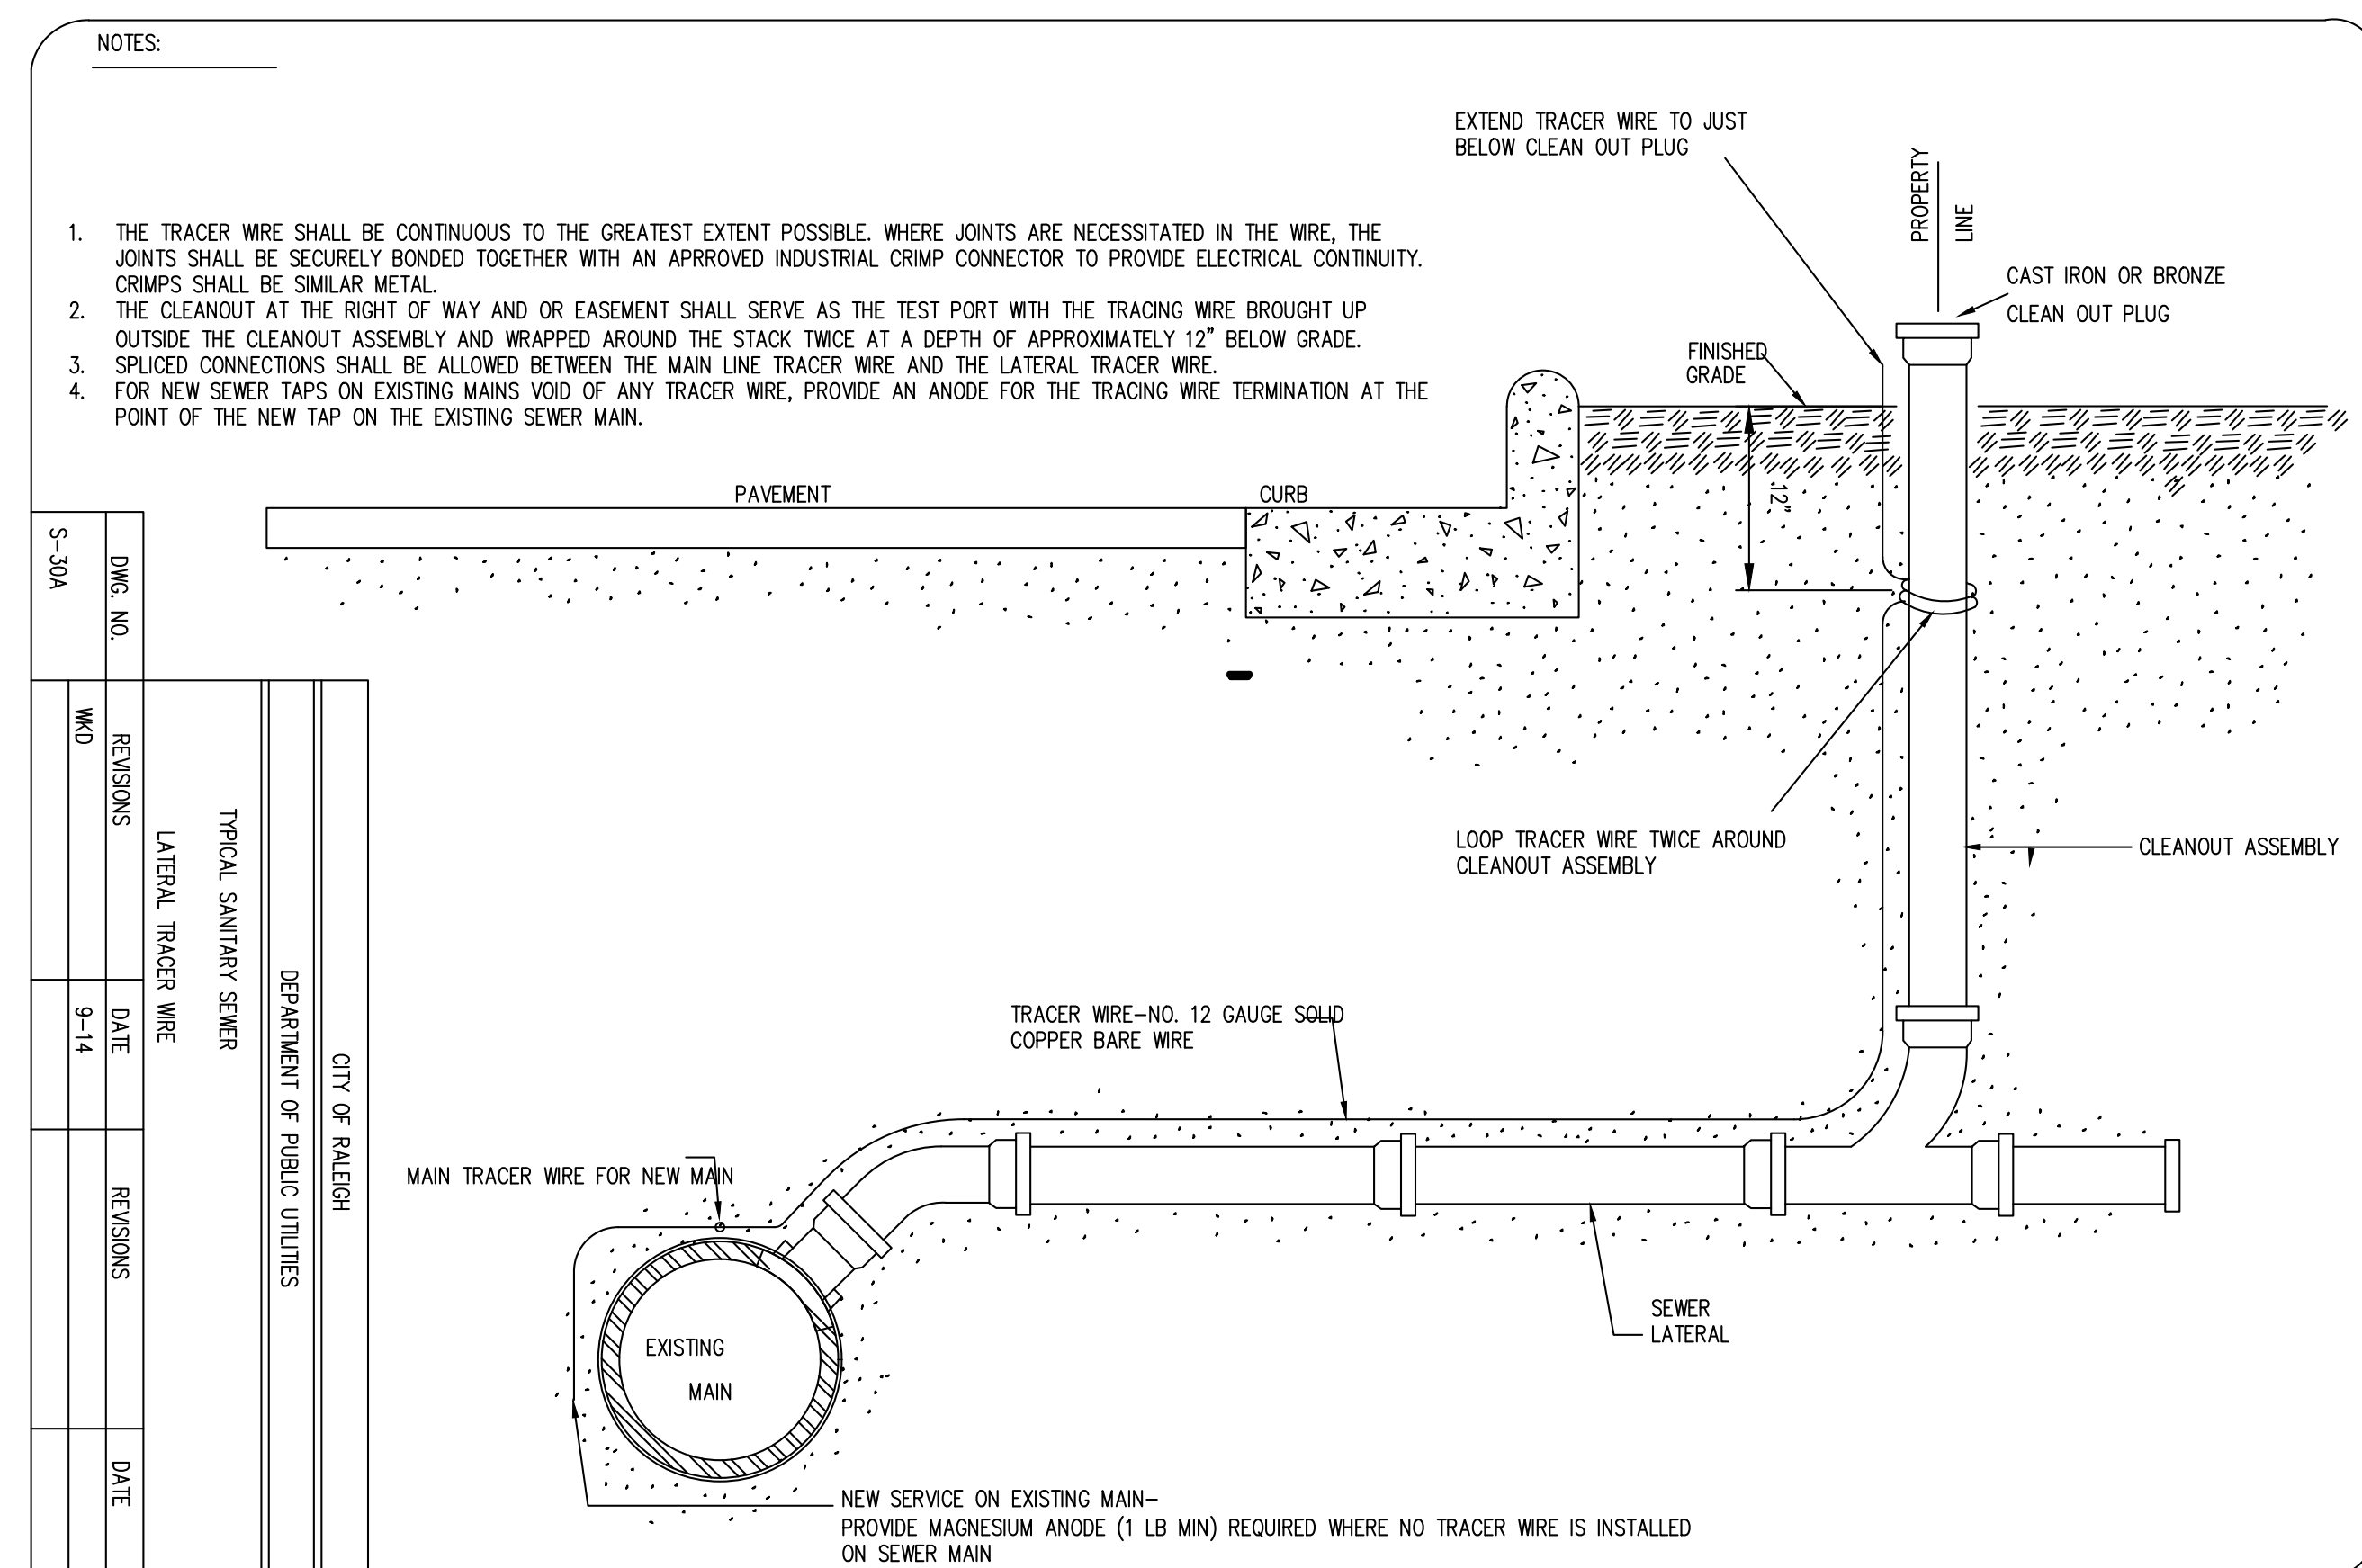 NOTES:
1. THE TRACER WIRE SHALL BE CONTINUOUS TO THE GREATEST EXTENT POSSIBLE. WHERE JOINTS ARE NECESSITATED IN THE WIRE, THE
JOINTS SHALL BE SECURELY BONDED TOGETHER WITH AN APRROVED INDUSTRIAL CRIMP CONNECTOR TO PROVIDE ELECTRICAL CONTINUITY.
CRIMPS SHALL BE SIMILAR METAL.
2. THE CLEANOUT AT THE RIGHT OF WAY AND OR EASEMENT SHALL SERVE AS THE TEST PORT WITH THE TRACING WIRE BROUGHT UP
OUTSIDE THE CLEANOUT ASSEMBLY AND WRAPPED AROUND THE STACK TWICE AT A DEPTH OF APPROXIMATELY 12" BELOW GRADE.
3. SPLICED CONNECTIONS SHALL BE ALLOWED BETWEEN THE MAIN LINE TRACER WIRE AND THE LATERAL TRACER WIRE.
4. FOR NEW SEWER TAPS ON EXISTING MAINS VOID OF ANY TRACER WIRE, PROVIDE AN ANODE FOR THE TRACING WIRE TERMINATION AT THE
POINT OF THE NEW TAP ON THE EXISTING SEWER MAIN.
EXTEND TRACER WIRE TO JUST
BELOW CLEAN OUT PLUG
PROPERTY
LINE
CAST IRON OR BRONZE
CLEAN OUT PLUG
FINISHED
GRADE
12"
PAVEMENT
CURB
LOOP TRACER WIRE TWICE AROUND
CLEANOUT ASSEMBLY
CLEANOUT ASSEMBLY
TRACER WIRE-NO. 12 GAUGE SOLID
COPPER BARE WIRE
MAIN TRACER WIRE FOR NEW MAIN
SEWER
LATERAL
EXISTING
MAIN
NEW SERVICE ON EXISTING MAIN-
PROVIDE MAGNESIUM ANODE (1 LB MIN) REQUIRED WHERE NO TRACER WIRE IS INSTALLED
ON SEWER MAIN
CITY OF RALEIGH
DEPARTMENT OF PUBLIC UTILITIES
TYPICAL SANITARY SEWER
LATERAL TRACER WIRE
DWG. NO.
REVISIONS
DATE
REVISIONS
DATE
S-30A
WKD
9-14